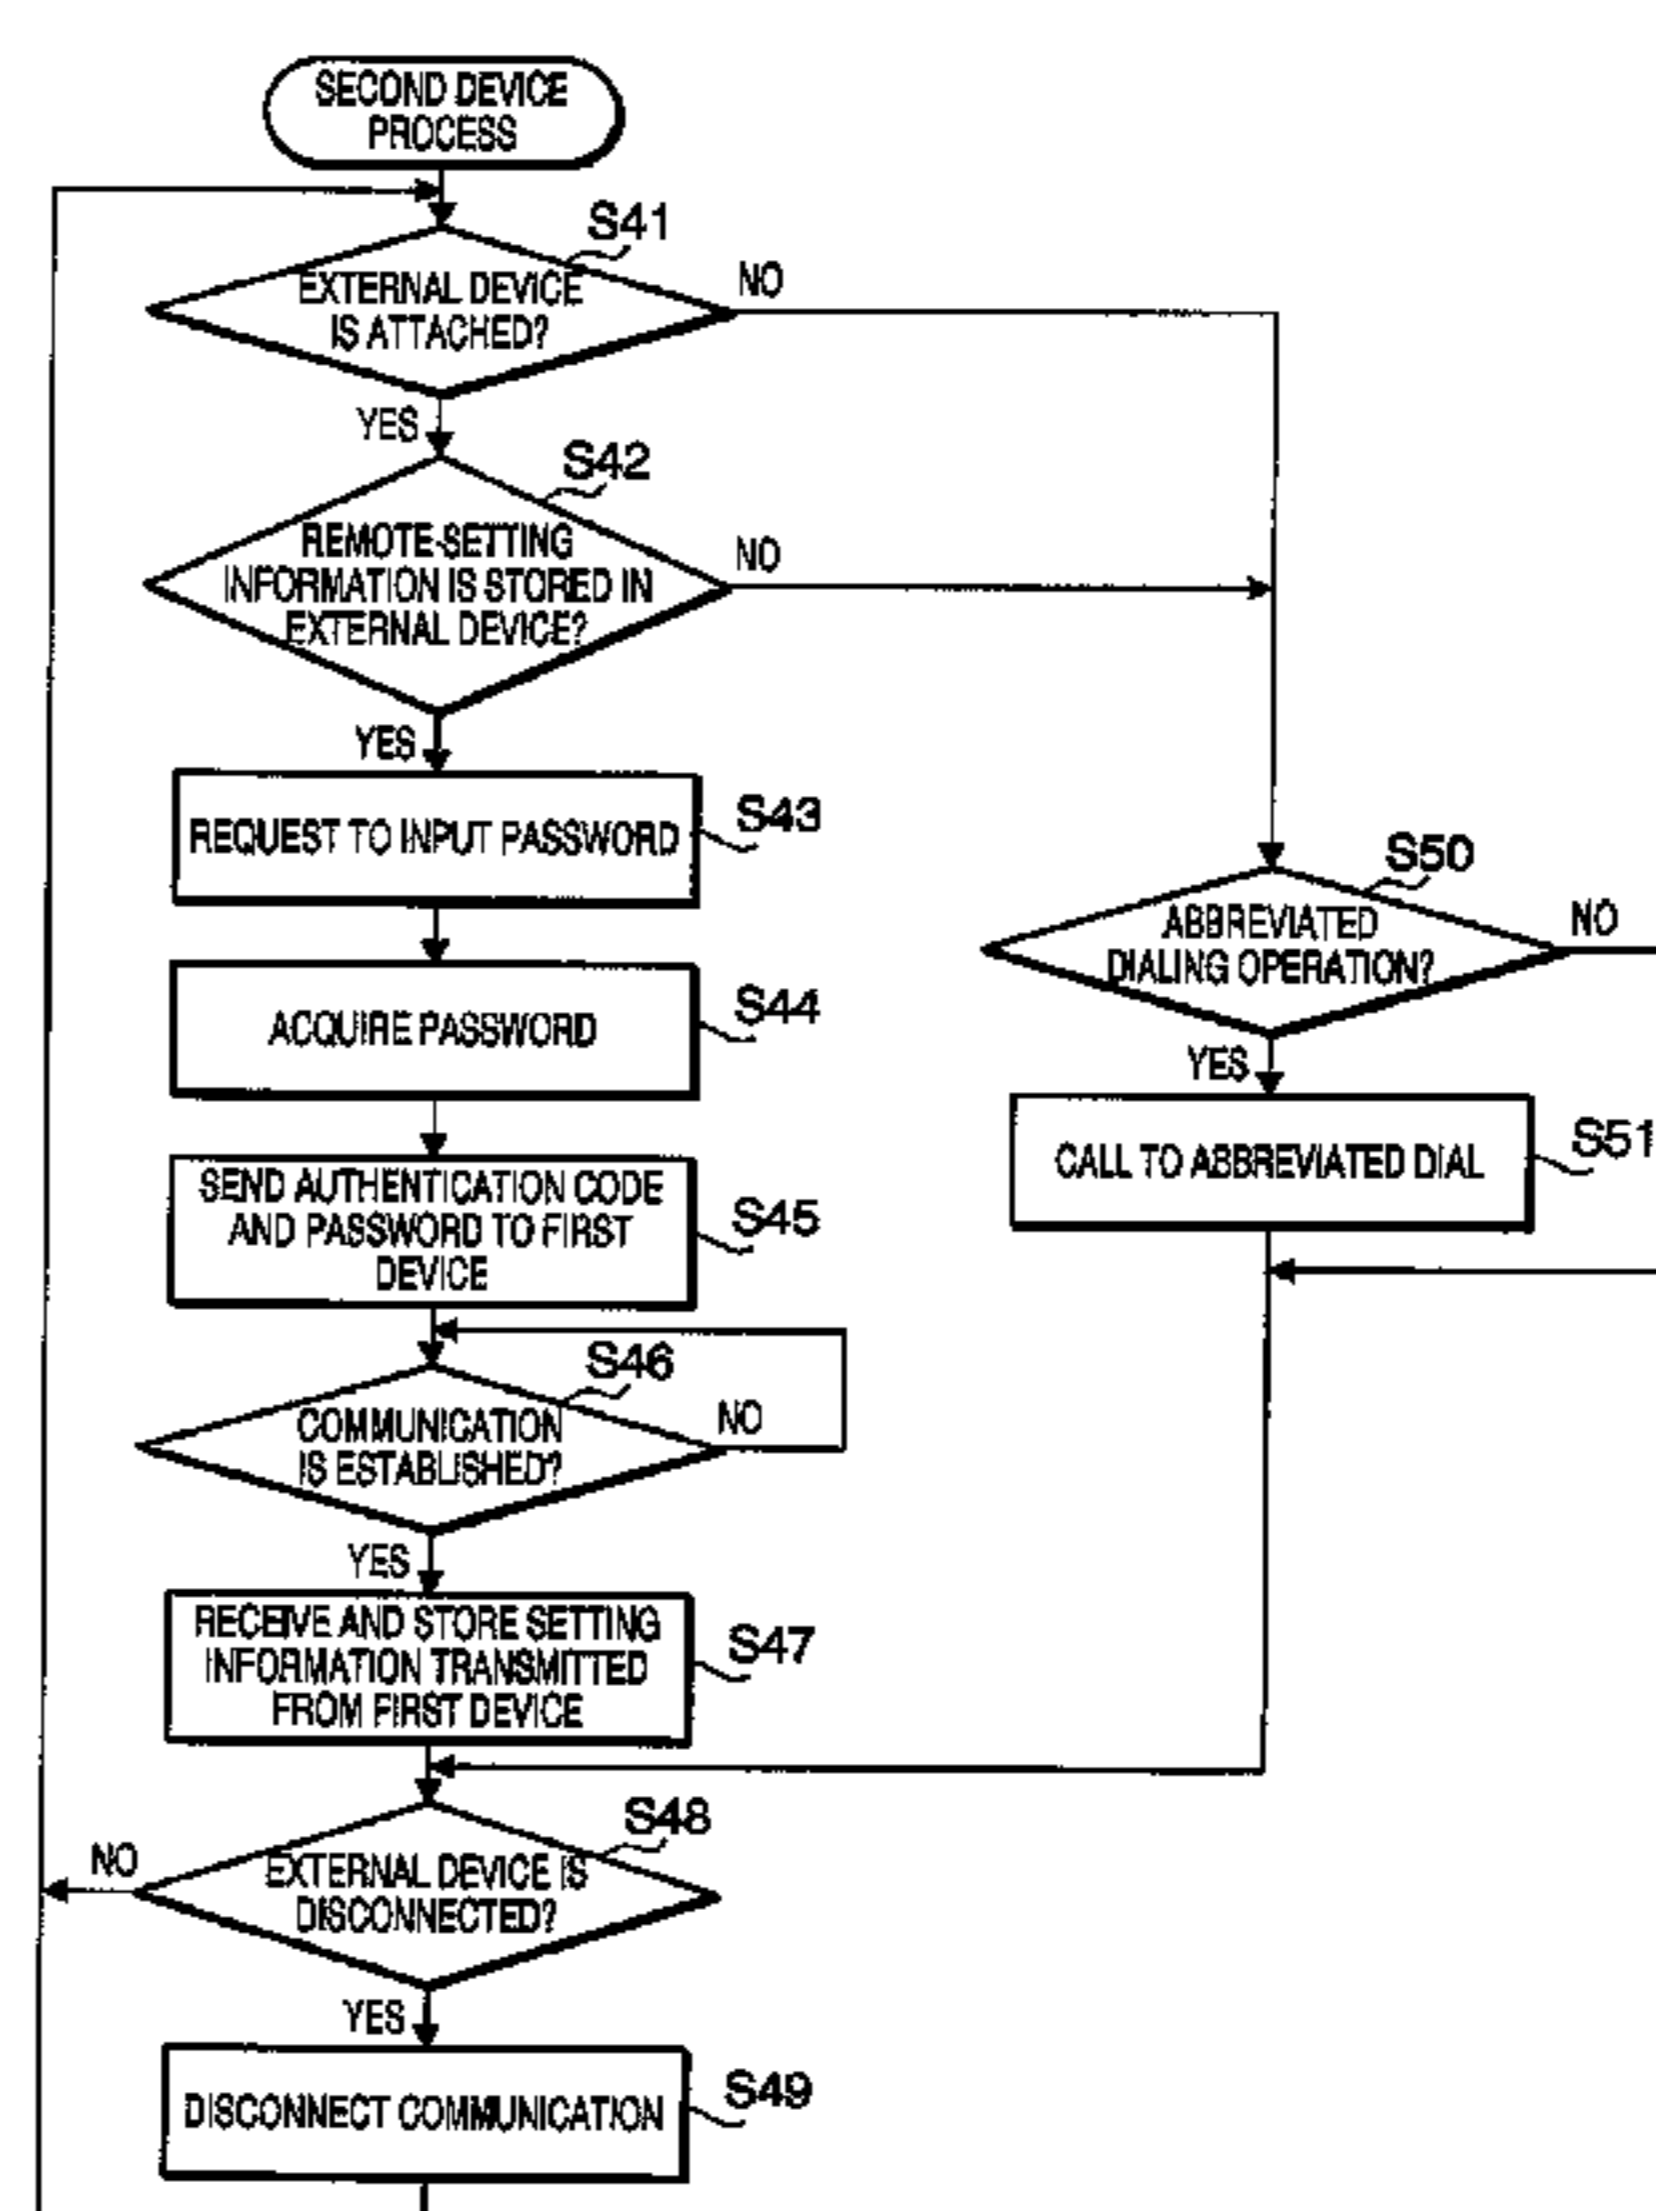 SECOND DEVICE
PROCESS
S41
EXTERNAL DEVICE
IS ATTACHED?
NO
YES
S42
REMOTE-SETTING
INFORMATION IS STORED IN
EXTERNAL DEVICE?
NO
YES
REQUEST TO INPUT PASSWORD
S43
ACQUIRE PASSWORD
S44
SEND AUTHENTICATION CODE
AND PASSWORD TO FIRST
DEVICE
S45
S46
COMMUNICATION
IS ESTABLISHED?
NO
YES
RECEIVE AND STORE SETTING
INFORMATION TRANSMITTED
FROM FIRST DEVICE
S47
S48
EXTERNAL DEVICE IS
DISCONNECTED?
NO
YES
DISCONNECT COMMUNICATION
S49
S50
ABBREVIATED
DIALING OPERATION?
NO
YES
CALL TO ABBREVIATED DIAL
S51